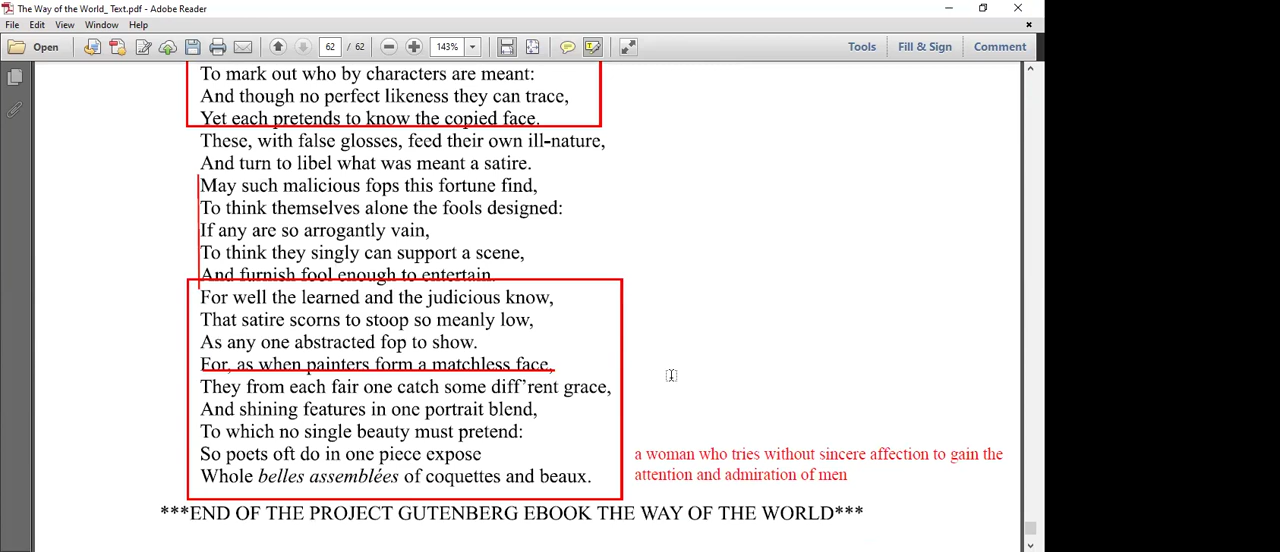 The Way of the World_ Text.pdf - Adobe Reader
File Edit View Window Help
Open 62 / 62 143% Tools Fill & Sign Comment
To mark out who by characters are meant:
And though no perfect likeness they can trace,
Yet each pretends to know the copied face.
These, with false glosses, feed their own ill-nature,
And turn to libel what was meant a satire.
May such malicious fops this fortune find,
To think themselves alone the fools designed:
If any are so arrogantly vain,
To think they singly can support a scene,
And furnish fool enough to entertain.
For well the learned and the judicious know,
That satire scorns to stoop so meanly low,
As any one abstracted fop to show.
For, as when painters form a matchless face,
They from each fair one catch some diff’rent grace,
And shining features in one portrait blend,
To which no single beauty must pretend:
So poets oft do in one piece expose
Whole belles assemblées of coquettes and beaux.
a woman who tries without sincere affection to gain the
attention and admiration of men
***END OF THE PROJECT GUTENBERG EBOOK THE WAY OF THE WORLD***